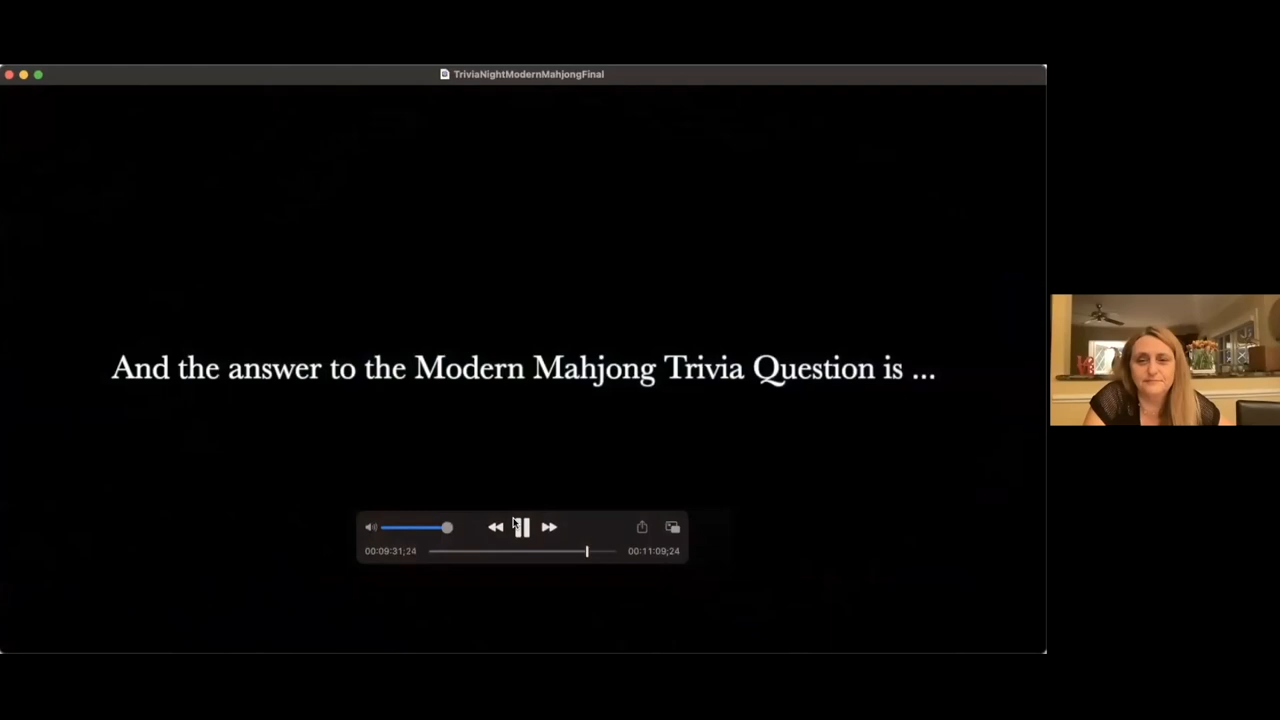 TriviaNightModernMahjongFinal
And the answer to the Modern Mahjong Trivia Question is ...
00:09:31;24
00:11:09;24